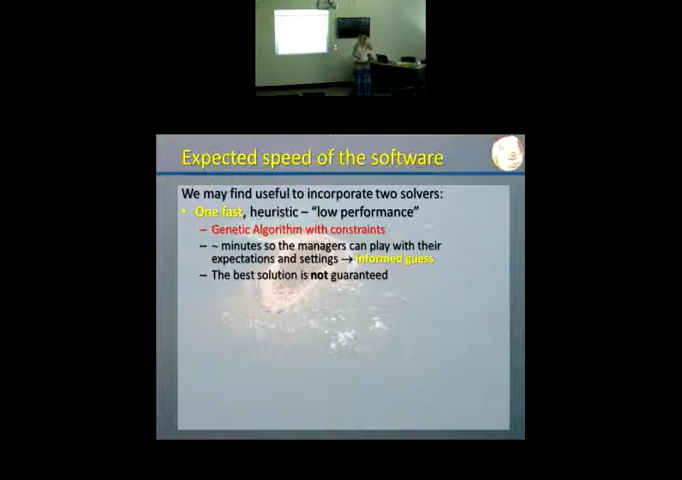 Expected speed of the software
We may find useful to incorporate two solvers:
• One fast, heuristic – “low performance”
– Genetic Algorithm with constraints
– ~ minutes so the managers can play with their
expectations and settings → informed guess
– The best solution is not guaranteed